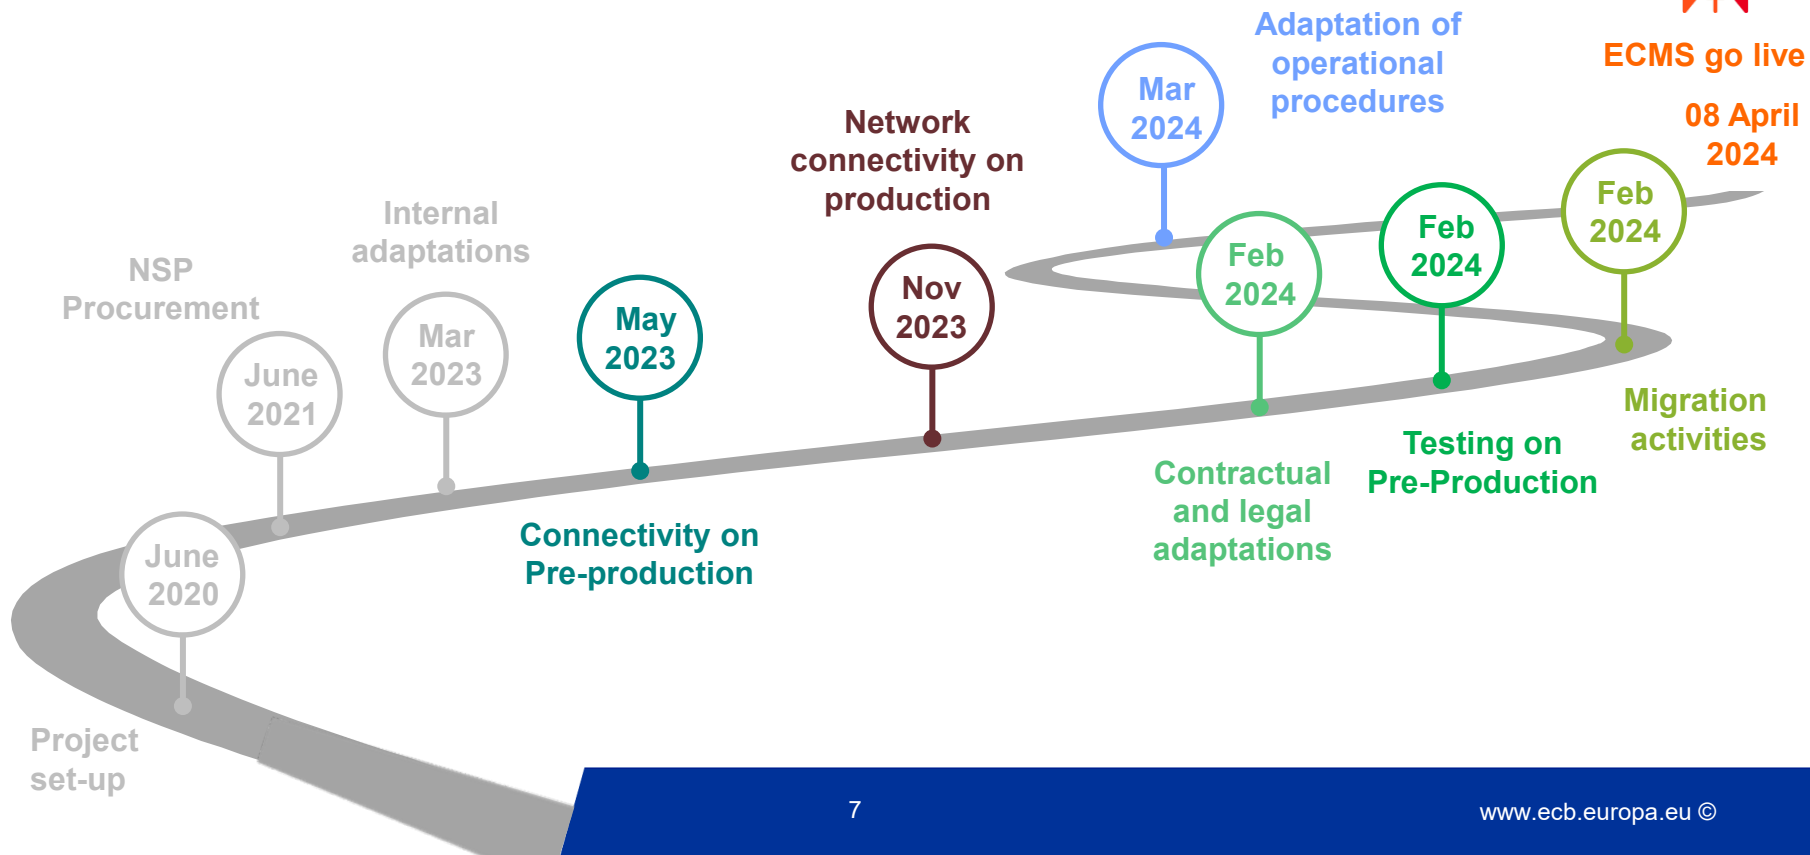 Adaptation of
operational
procedures
ECMS go live
08 April
2024
Mar
2024
Network
connectivity on
production
Feb
2024
Feb
2024
Feb
2024
Internal
adaptations
NSP
Procurement
Nov
2023
May
2023
Mar
2023
June
2021
Migration
activities
Testing on
Pre-Production
Contractual
and legal
adaptations
Connectivity on
Pre-production
June
2020
Project
set-up
7
www.ecb.europa.eu ©